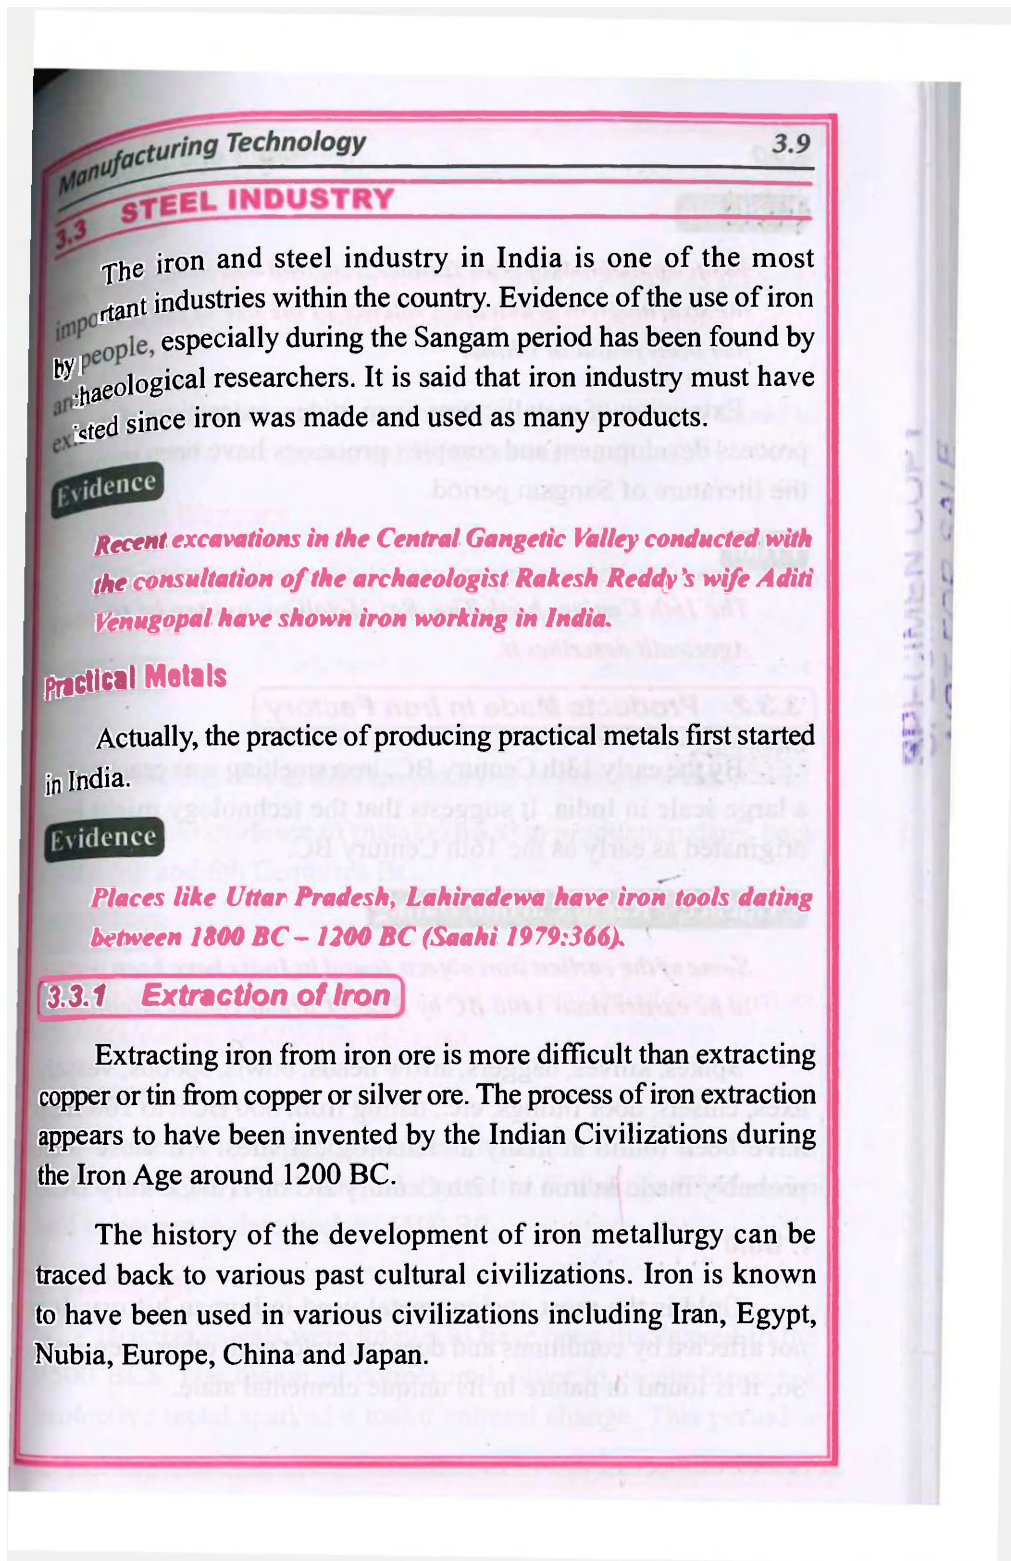 Manufacturing Technology 3.9
3.3 STEEL INDUSTRY
The iron and steel industry in India is one of the most
important industries within the country. Evidence of the use of iron
by people, especially during the Sangam period has been found by
archaeological researchers. It is said that iron industry must have
existed since iron was made and used as many products.
Evidence
Recent excavations in the Central Gangetic Valley conducted with
the consultation of the archaeologist Rakesh Reddy's wife Aditi
Venugopal have shown iron working in India.
Practical Metals
Actually, the practice of producing practical metals first started
in India.
Evidence
Places like Uttar Pradesh, Lahiradewa have iron tools dating
between 1800 BC – 1200 BC (Saahi 1979:366).
3.3.1 Extraction of Iron
Extracting iron from iron ore is more difficult than extracting
copper or tin from copper or silver ore. The process of iron extraction
appears to have been invented by the Indian Civilizations during
the Iron Age around 1200 BC.
The history of the development of iron metallurgy can be
traced back to various past cultural civilizations. Iron is known
to have been used in various civilizations including Iran, Egypt,
Nubia, Europe, China and Japan.
NOT FOR SALE